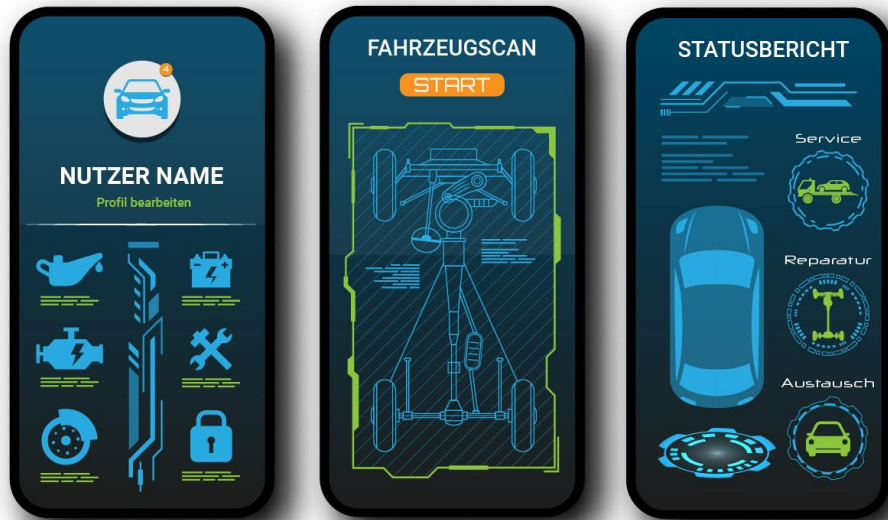 4
NUTZER NAME
Profil bearbeiten
FAHRZEUGSCAN
START
STATUSBERICHT
Service
Reparatur
Austausch